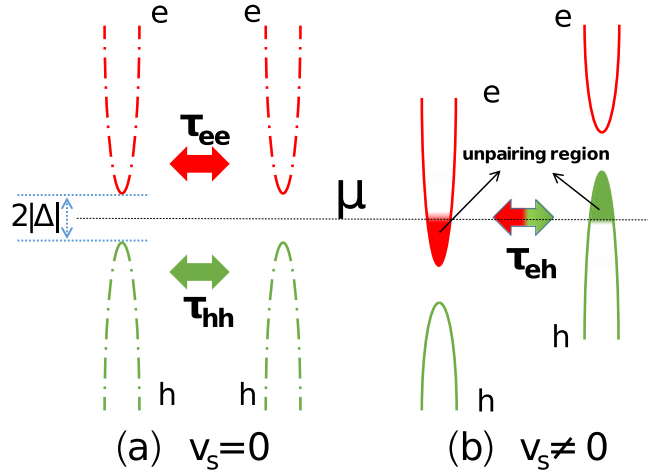 e e
τee
2|Δ|
τhh
h h
(a) vs=0
μ
e
e
unpairing region
τeh
h
h
(b) vs≠0